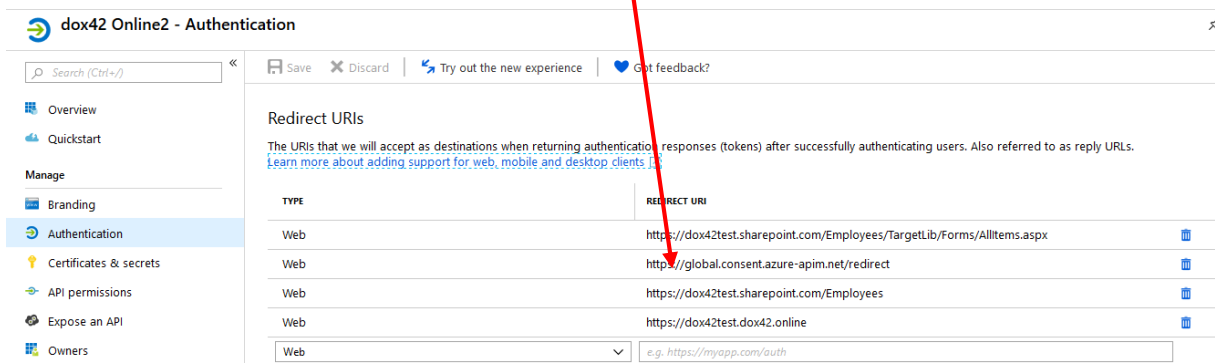 dox42 Online2 - Authentication
Search (Ctrl+/)
«
Save Discard Try out the new experience Got feedback?
Overview
Quickstart
Manage
Branding
Authentication
Certificates & secrets
API permissions
Expose an API
Owners
Redirect URIs
The URIs that we will accept as destinations when returning authentication responses (tokens) after successfully authenticating users. Also referred to as reply URLs.
Learn more about adding support for web, mobile and desktop clients
TYPE REDIRECT URI
Web https://dox42test.sharepoint.com/Employees/TargetLib/Forms/AllItems.aspx
Web https://global.consent.azure-apim.net/redirect
Web https://dox42test.sharepoint.com/Employees
Web https://dox42test.dox42.online
Web e.g. https://myapp.com/auth